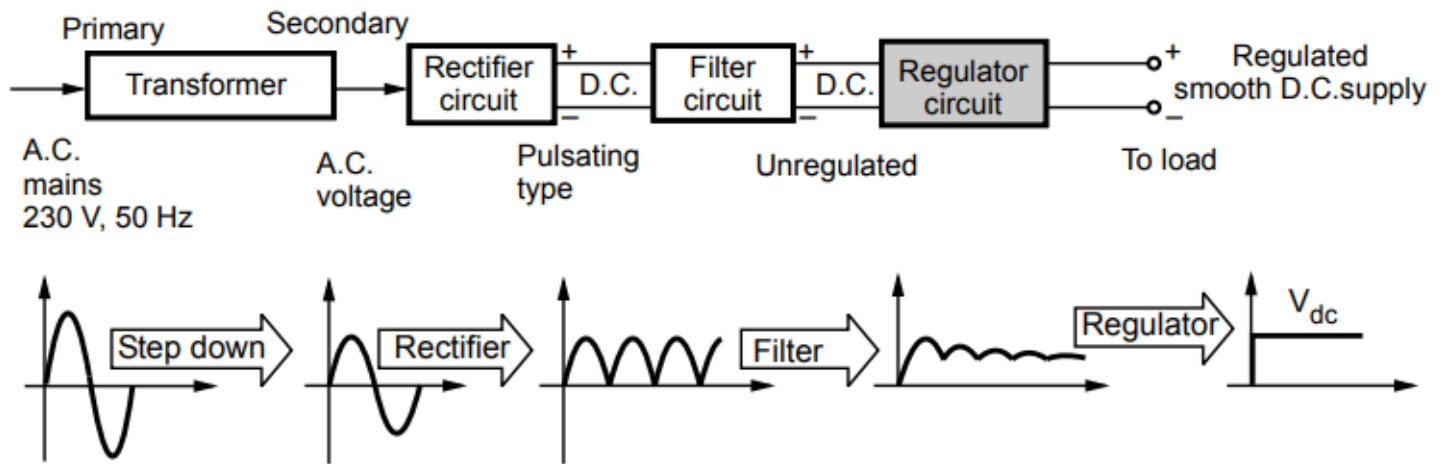 Primary
Secondary
Transformer
Rectifier
circuit
+
D.C.
–
Filter
circuit
+
D.C.
–
Regulator
circuit
+
–
Regulated
smooth D.C.supply
A.C.
mains
230 V, 50 Hz
A.C.
voltage
Pulsating
type
Unregulated
To load
Step down
Rectifier
Filter
Regulator
Vdc